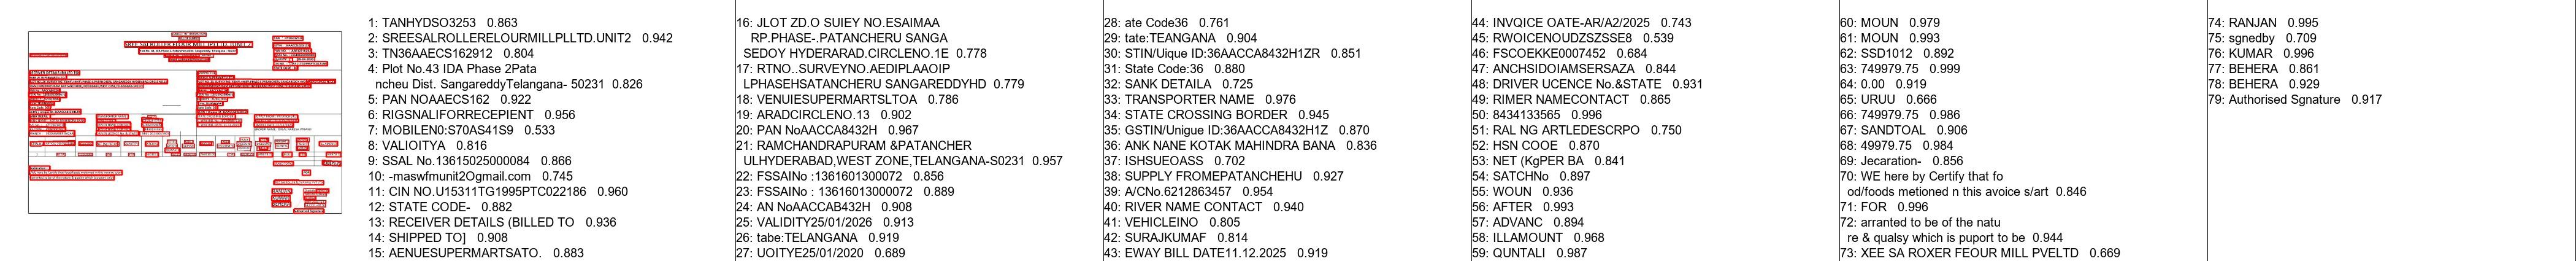 1: TANHYDSO3253 0.863
2: SREESALROLLERELOURMILLPLLTD.UNIT2 0.942
3: TN36AAECS162912 0.804
4: Plot No.43 IDA Phase 2Pata
ncheu Dist. SangareddyTelangana- 50231 0.826
5: PAN NOAAECS162 0.922
6: RIGSNALIFORRECEPIENT 0.956
7: MOBILEN0:S70AS41S9 0.533
8: VALIOITYA 0.816
9: SSAL No.13615025000084 0.866
10: -maswfmunit2Ogmail.com 0.745
11: CIN NO.U15311TG1995PTC022186 0.960
12: STATE CODE- 0.882
13: RECEIVER DETAILS (BILLED TO 0.936
14: SHIPPED TO] 0.908
15: AENUESUPERMARTSATO. 0.883
16: JLOT ZD.O SUIEY NO.ESAIMAA
RP.PHASE-.PATANCHERU SANGA
SEDOY HYDERARAD.CIRCLENO.1E 0.778
17: RTNO..SURVEYNO.AEDIPLAAOIP
LPHASEHSATANCHERU SANGAREDDYHD 0.779
18: VENUIESUPERMARTSLTOA 0.786
19: ARADCIRCLENO.13 0.902
20: PAN NoAACCA8432H 0.967
21: RAMCHANDRAPURAM &PATANCHER
ULHYDERABAD,WEST ZONE,TELANGANA-S0231 0.957
22: FSSAINo :13616013000072 0.856
23: FSSAINo : 13616013000072 0.889
24: AN NoAACCAB432H 0.908
25: VALIDITY25/01/2026 0.913
26: tabe:TELANGANA 0.919
27: UOITYE25/01/2020 0.689
28: ate Code36 0.761
29: tate:TEANGANA 0.904
30: STIN/Uique ID:36AACCA8432H1ZR 0.851
31: State Code:36 0.880
32: SANK DETAILA 0.725
33: TRANSPORTER NAME 0.976
34: STATE CROSSING BORDER 0.945
35: GSTIN/Unigue ID:36AACCA8432H1Z 0.870
36: ANK NANE KOTAK MAHINDRA BANA 0.836
37: ISHSUEOASS 0.702
38: SUPPLY FROMEPATANCHEHU 0.927
39: A/CNo.6212863457 0.954
40: RIVER NAME CONTACT 0.940
41: VEHICLEINO 0.805
42: SURAJKUMAF 0.814
43: EWAY BILL DATE11.12.2025 0.919
44: INVQICE OATE-AR/A2/2025 0.743
45: RWOICENOUDZSZSSE8 0.539
46: FSCOEKKE0007452 0.684
47: ANCHSIDOIAMSERSAZA 0.844
48: DRIVER UCENCE No.&STATE 0.931
49: RIMER NAMECONTACT 0.865
50: 8434133565 0.996
51: RAL NG ARTLEDESCRPO 0.750
52: HSN COOE 0.870
53: NET (KgPER BA 0.841
54: SATCHNo 0.897
55: WOUN 0.936
56: AFTER 0.993
57: ADVANC 0.894
58: ILLAMOUNT 0.968
59: QUNTALI 0.987
60: MOUN 0.979
61: MOUN 0.993
62: SSD1012 0.892
63: 749979.75 0.999
64: 0.00 0.919
65: URUU 0.666
66: 749979.75 0.986
67: SANDTOAL 0.906
68: 49979.75 0.984
69: Jecaration- 0.856
70: WE here by Certify that fo
od/foods metioned n this avoice s/art 0.846
71: FOR 0.996
72: arranted to be of the natu
re & qualsy which is puport to be 0.944
73: XEE SA ROXER FEOUR MILL PVELTD 0.669
74: RANJAN 0.995
75: sgnedby 0.709
76: KUMAR 0.996
77: BEHERA 0.861
78: BEHERA 0.929
79: Authorised Sgnature 0.917